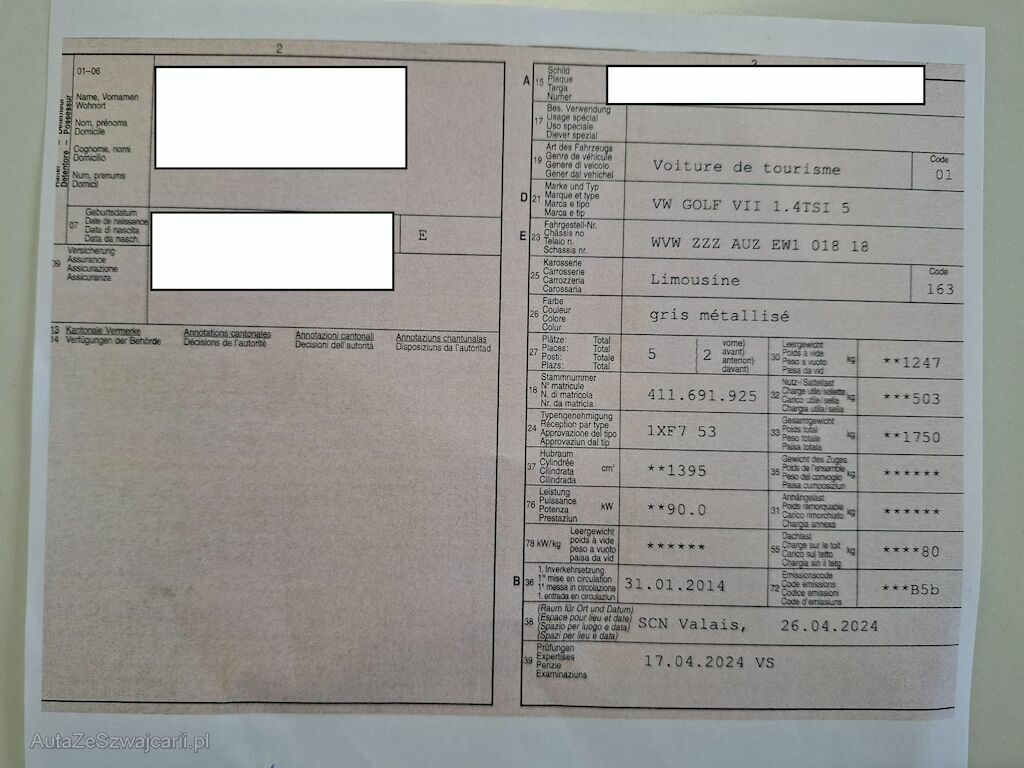 2
01–06
Name, Vornamen
Wohnort
Nom, prénoms
Domicile
Cognome, nomi
Domicilio
Num, prenums
Domicil
Détenteur
Detentore – Possessur
07
Geburtsdatum
Date de naissance
Data di nascita
Data da nasch.
E
09
Versicherung
Assurance
Assicurazione
Assicuranza
13
14
Kantonale Vermerke
Verfügungen der Behörde
Annotations cantonales
Décisions de l'autorité
Annotazioni cantonali
Decisioni dell'autorità
Annotaziuns chantunalas
Disposiziuns da l'autoritad
A 15
Schild
Plaque
Targa
Numer
17
Bes. Verwendung
Usage spécial
Uso speciale
Diever spezial
19
Art des Fahrzeugs
Genre de véhicule
Genere di veicolo
Gener dal vehichel
Voiture de tourisme
Code
01
D 21
Marke und Typ
Marque et type
Marca e tipo
Marca e tip
VW GOLF VII 1.4TSI 5
E 23
Fahrgestell-Nr.
Châssis no
Telaio n.
Schassis nr.
WVW ZZZ AUZ EW1 018 18
25
Karosserie
Carrosserie
Carrozzeria
Carossaria
Limousine
Code
163
26
Farbe
Couleur
Colore
Colur
gris métallisé
27
Plätze: Total
Places: Total
Posti: Totale
Plazs: Total
5
( 2
vorne)
avant)
anteriori)
davant)
30
Leergewicht
Poids à vide
Peso a vuoto
Paisa da vid
kg
**1247
18
Stammnummer
N° matricule
N. di matricola
Nr. da matricla
411.691.925
32
Nutz-/Sattellast
Charge utile/sellette
Carico utile/sella
Chargia utila/sella
kg
***503
24
Typengenehmigung
Réception par type
Approvazione del tipo
Approvaziun dal tip
1XF7 53
33
Gesamtgewicht
Poids total
Peso totale
Paisa totala
kg
**1750
37
Hubraum
Cylindrée
Cilindrata
Cilindrada
cm³
**1395
35
Gewicht des Zuges
Poids de l'ensemble
Peso del convoglio
Paisa cumposiziun
kg
******
76
Leistung
Puissance
Potenza
Prestaziun
kW
**90.0
31
Anhängelast
Poids remorquable
Carico rimorchiato
Chargia annexa
kg
******
78 kW/kg
Leergewicht
poids à vide
peso a vuoto
paisa da vid
******
55
Dachlast
Charge sur le toit
Carico sul tetto
Chargia sin il tetg
kg
****80
B 36
1. Inverkehrsetzung
1re mise en circulation
1a messa in circolazione
1. entrada en circulaziun
31.01.2014
72
Emissionscode
Code émissions
Codice emissioni
Code d'emissiuns
***B5b
38
(Raum für Ort und Datum)
(Espace pour lieu et date)
(Spazio per luogo e data)
(Spazi per lieu e data)
SCN Valais, 26.04.2024
39
Prüfungen
Expertises
Perizie
Examinaziuns
17.04.2024 VS
AutaZeSzwajcarii.pl